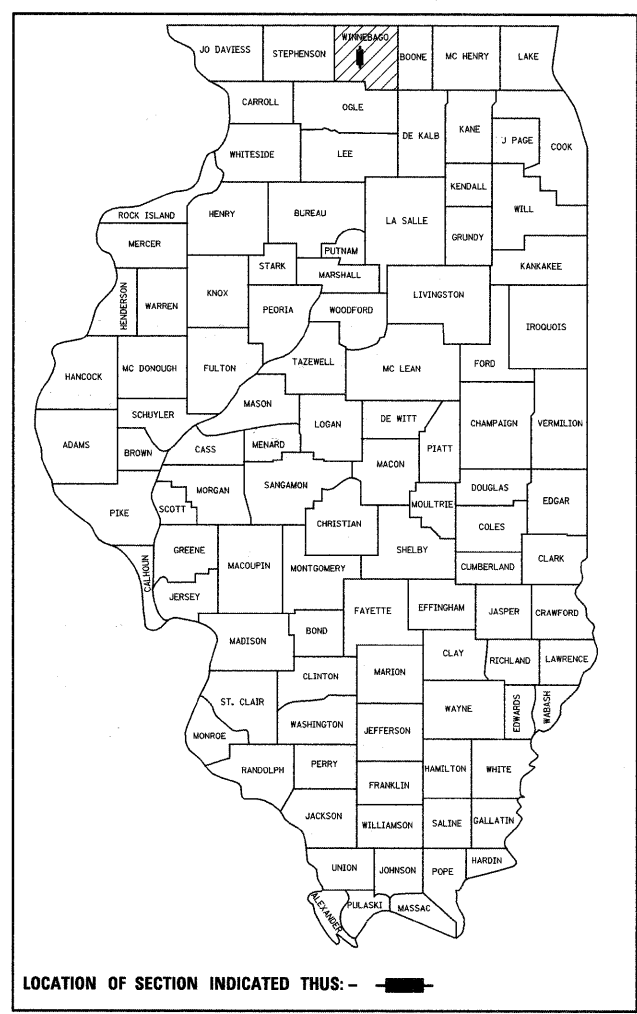 JO DAVIESS
STEPHENSON
WINNEBAGO
BOONE
MC HENRY
LAKE
CARROLL
OGLE
DE KALB
KANE
J PAGE
COOK
WHITESIDE
LEE
KENDALL
ROCK ISLAND
HENRY
BUREAU
LA SALLE
WILL
GRUNDY
MERCER
PUTNAM
STARK
MARSHALL
KANKAKEE
HENDERSON
WARREN
KNOX
PEORIA
WOODFORD
LIVINGSTON
IROQUOIS
HANCOCK
MC DONOUGH
FULTON
TAZEWELL
MC LEAN
FORD
MASON
SCHUYLER
LOGAN
DE WITT
CHAMPAIGN
VERMILION
ADAMS
BROWN
CASS
MENARD
PIATT
MACON
SANGAMON
MORGAN
SCOTT
PIKE
CHRISTIAN
MOULTRIE
DOUGLAS
EDGAR
COLES
CALHOUN
GREENE
MACOUPIN
MONTGOMERY
SHELBY
CUMBERLAND
CLARK
JERSEY
FAYETTE
EFFINGHAM
JASPER
CRAWFORD
MADISON
BOND
CLAY
RICHLAND
LAWRENCE
CLINTON
MARION
ST. CLAIR
WAYNE
EDWARDS
WABASH
WASHINGTON
JEFFERSON
MONROE
RANDOLPH
PERRY
HAMILTON
WHITE
FRANKLIN
JACKSON
WILLIAMSON
SALINE
GALLATIN
UNION
JOHNSON
POPE
HARDIN
ALEXANDER
PULASKI
MASSAC
LOCATION OF SECTION INDICATED THUS: -